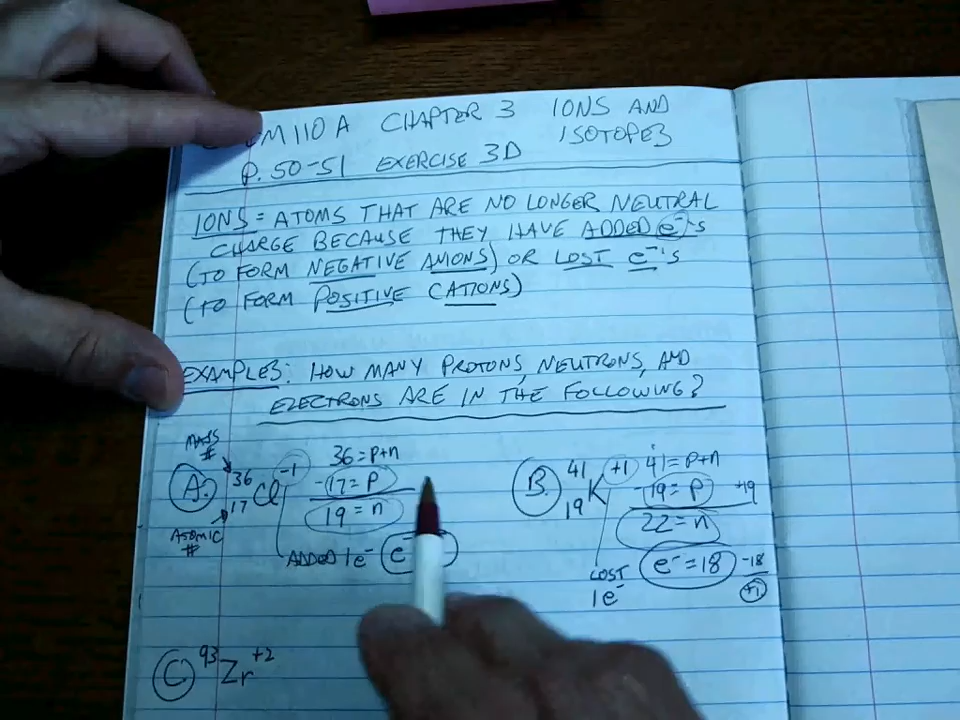 M 110 A CHAPTER 3 IONS AND
ISOTOPES
P. 50-51 EXERCISE 3D
IONS = ATOMS THAT ARE NO LONGER NEUTRAL
CHARGE BECAUSE THEY HAVE ADDED e⁻'s
(TO FORM NEGATIVE ANIONS) OR LOST e⁻'s
(TO FORM POSITIVE CATIONS)
EXAMPLES: HOW MANY PROTONS, NEUTRONS, AND
ELECTRONS ARE IN THE FOLLOWING?
MASS
#
A. 36 17 Cl -1
ATOMIC
#
36 = p+n
-17 = p
19 = n
ADDED 1e⁻ e⁻
B. 41 19 K +1
41 = p+n
-19 = p +19
22 = n
LOST
1e⁻
e⁻ = 18 -18
+1
C 93 Zr +2